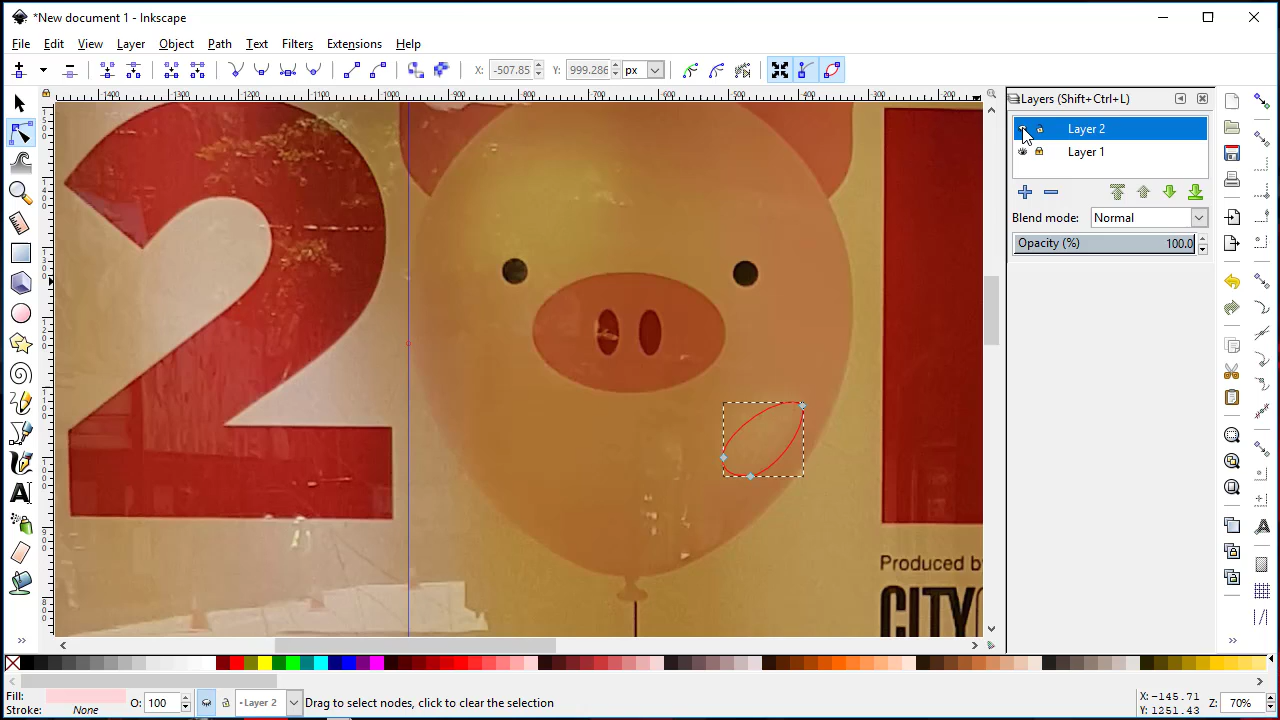 *New document 1 - Inkscape
File Edit View Layer Object Path Text Filters Extensions Help
X: -507.85 Y: 999.286 px
Layers (Shift+Ctrl+L)
Layer 2
Layer 1
Blend mode: Normal
Opacity (%) 100.0
2
Produced by
CITY
Fill:
Stroke: None
O: 100
Layer 2
Drag to select nodes, click to clear the selection
X: -145.71
Y: 1251.43
Z: 70%